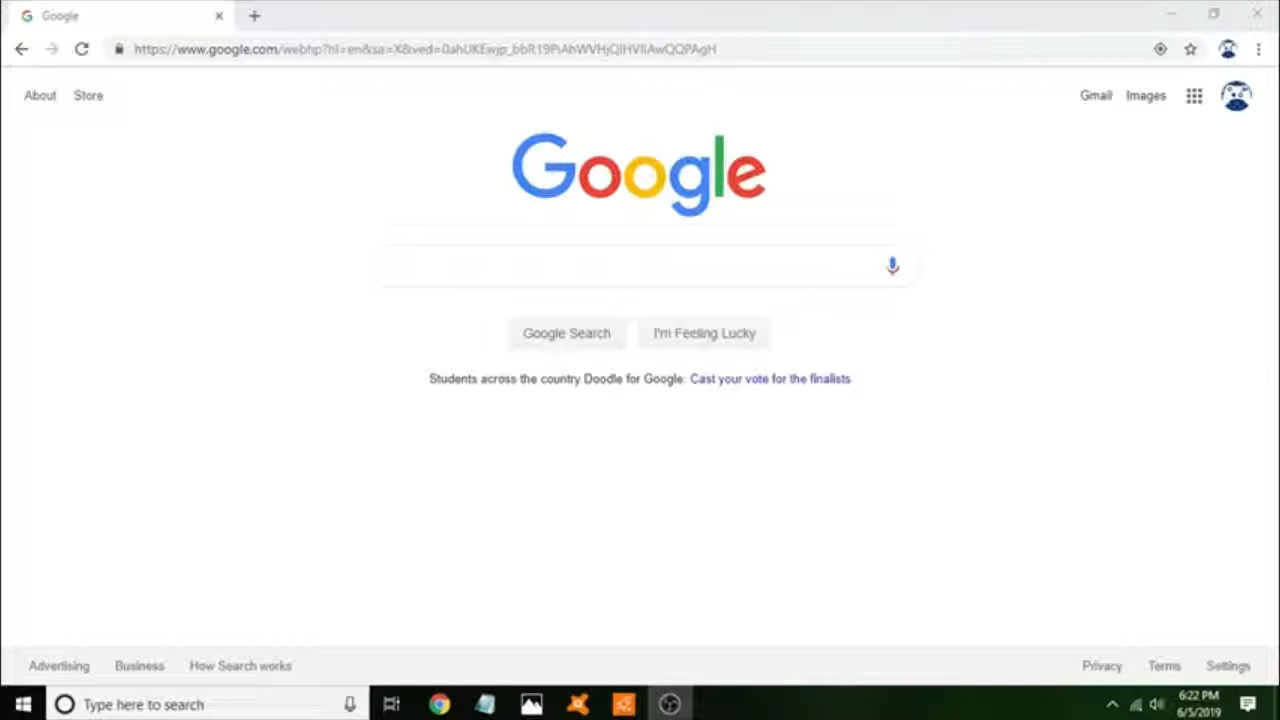 Google
https://www.google.com/webhp?hl=en&sa=X&ved=
About Store
Gmail Images
Google
Google Search I'm Feeling Lucky
Students across the country Doodle for Google: Cast your vote for the finalists
Advertising Business How Search works
Privacy Terms Settings
Type here to search
6:22 PM
6/5/2019